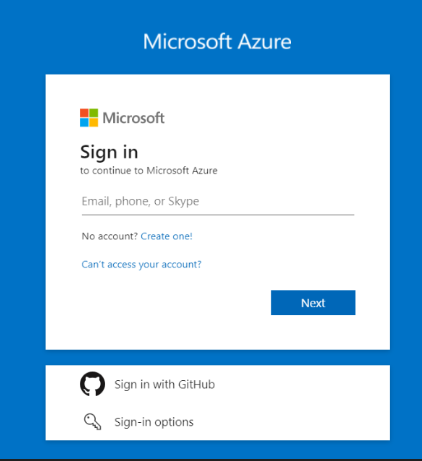 Microsoft Azure
Microsoft
Sign in
to continue to Microsoft Azure
Email, phone, or Skype
No account? Create one!
Can't access your account?
Next
Sign in with GitHub
Sign-in options